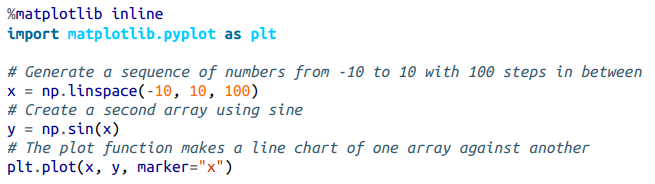 %matplotlib inline
import matplotlib.pyplot as plt
# Generate a sequence of numbers from -10 to 10 with 100 steps in between
x = np.linspace(-10, 10, 100)
# Create a second array using sine
y = np.sin(x)
# The plot function makes a line chart of one array against another
plt.plot(x, y, marker="x")